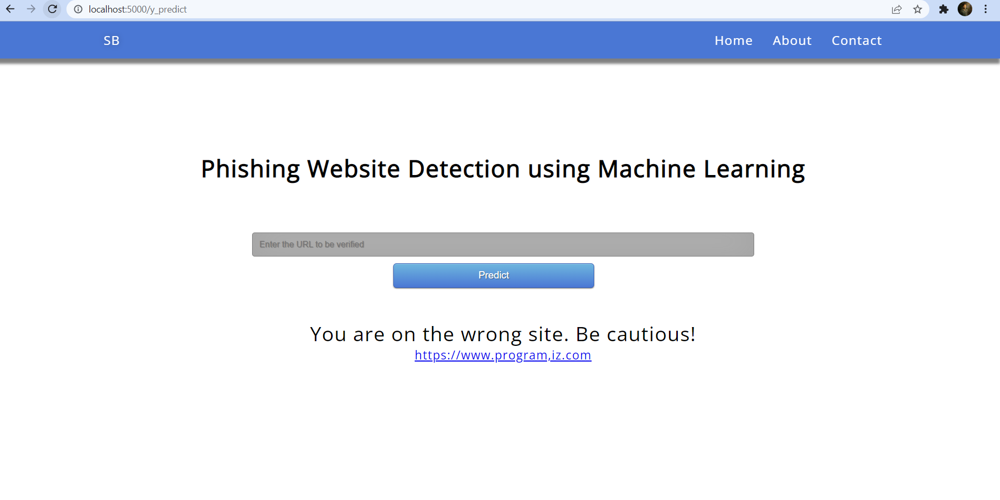 localhost:5000/y_predict
SB Home About Contact
Phishing Website Detection using Machine Learning
Enter the URL to be verified
Predict
You are on the wrong site. Be cautious!
https://www.program,iz.com